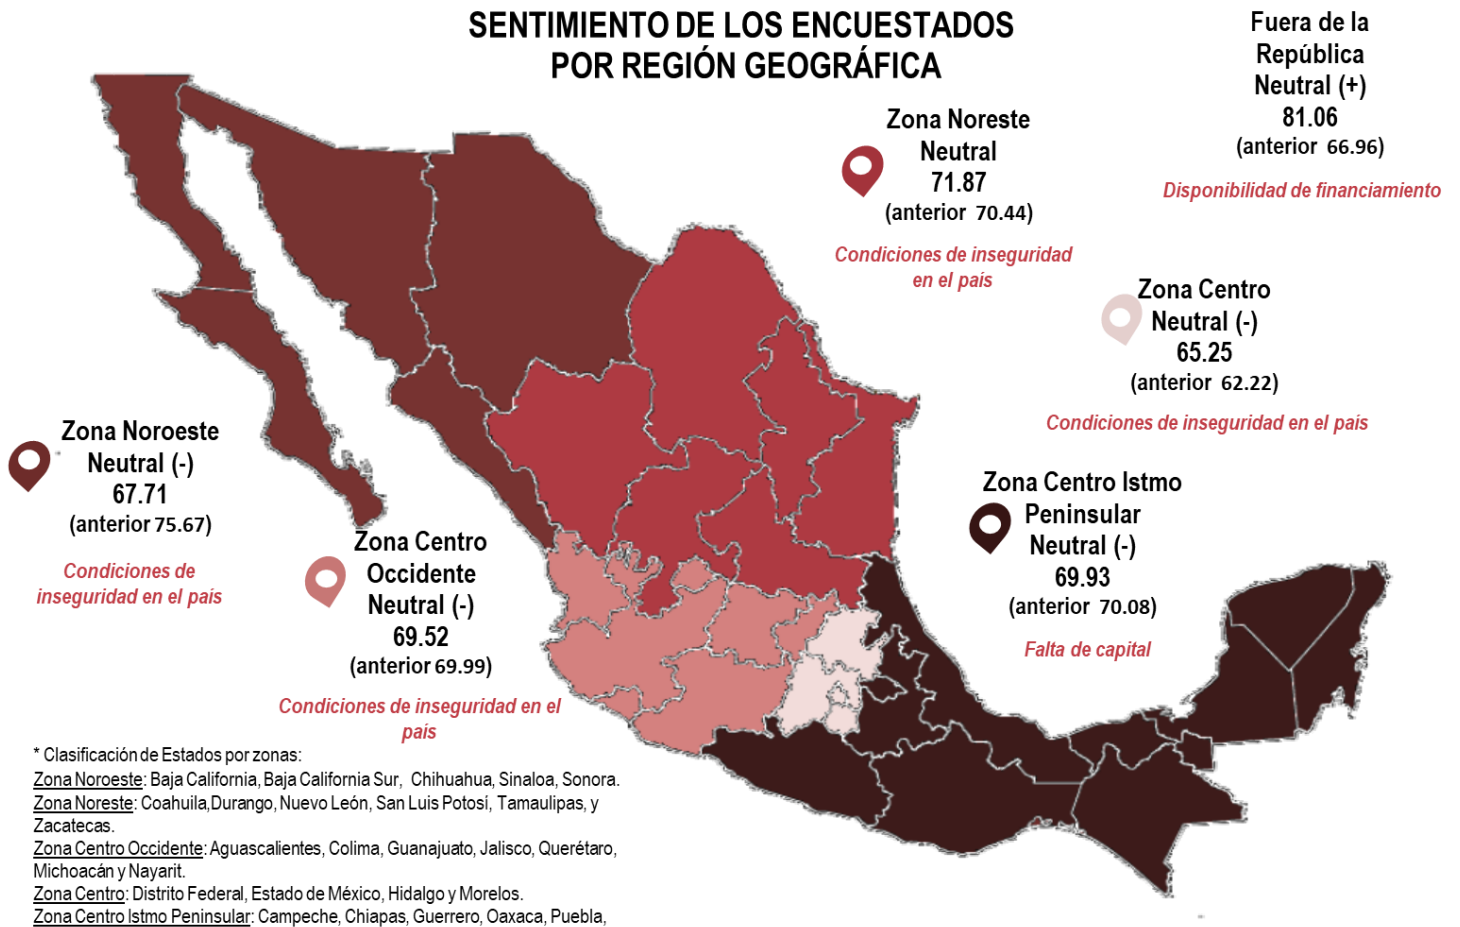 SENTIMIENTO DE LOS ENCUESTADOS
POR REGIÓN GEOGRÁFICA
Fuera de la
República
Neutral (+)
81.06
(anterior 66.96)
Disponibilidad de financiamiento
Zona Noreste
Neutral
71.87
(anterior 70.44)
Condiciones de inseguridad
en el país
Zona Centro
Neutral (-)
65.25
(anterior 62.22)
Condiciones de inseguridad en el país
Zona Noroeste
Neutral (-)
67.71
(anterior 75.67)
Condiciones de
inseguridad en el país
Zona Centro
Occidente
Neutral (-)
69.52
(anterior 69.99)
Condiciones de inseguridad en el
país
Zona Centro Istmo
Peninsular
Neutral (-)
69.93
(anterior 70.08)
Falta de capital
* Clasificación de Estados por zonas:
Zona Noroeste: Baja California, Baja California Sur, Chihuahua, Sinaloa, Sonora.
Zona Noreste: Coahuila,Durango, Nuevo León, San Luis Potosí, Tamaulipas, y
Zacatecas.
Zona Centro Occidente: Aguascalientes, Colima, Guanajuato, Jalisco, Querétaro,
Michoacán y Nayarit.
Zona Centro: Distrito Federal, Estado de México, Hidalgo y Morelos.
Zona Centro Istmo Peninsular: Campeche, Chiapas, Guerrero, Oaxaca, Puebla,